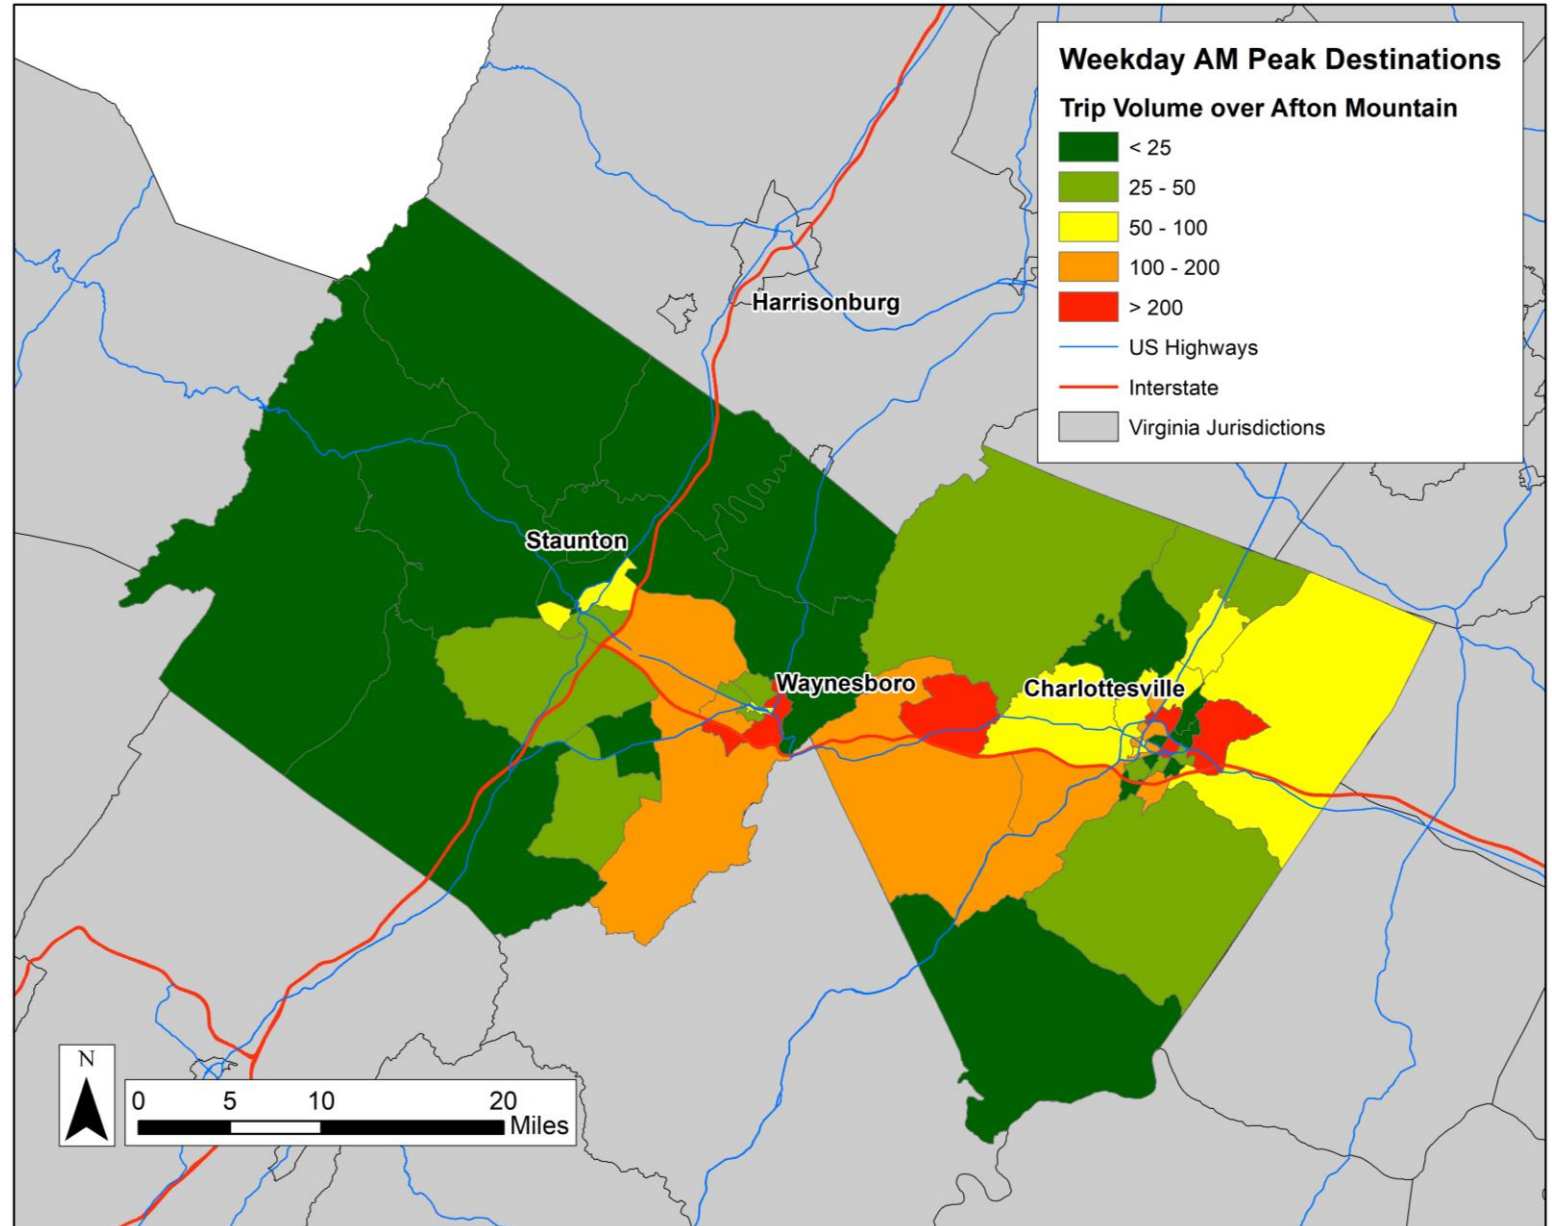 Weekday AM Peak Destinations
Trip Volume over Afton Mountain
< 25
25 - 50
50 - 100
100 - 200
> 200
US Highways
Interstate
Virginia Jurisdictions
Harrisonburg
Staunton
Waynesboro
Charlottesville
N
0 5 10 20
Miles